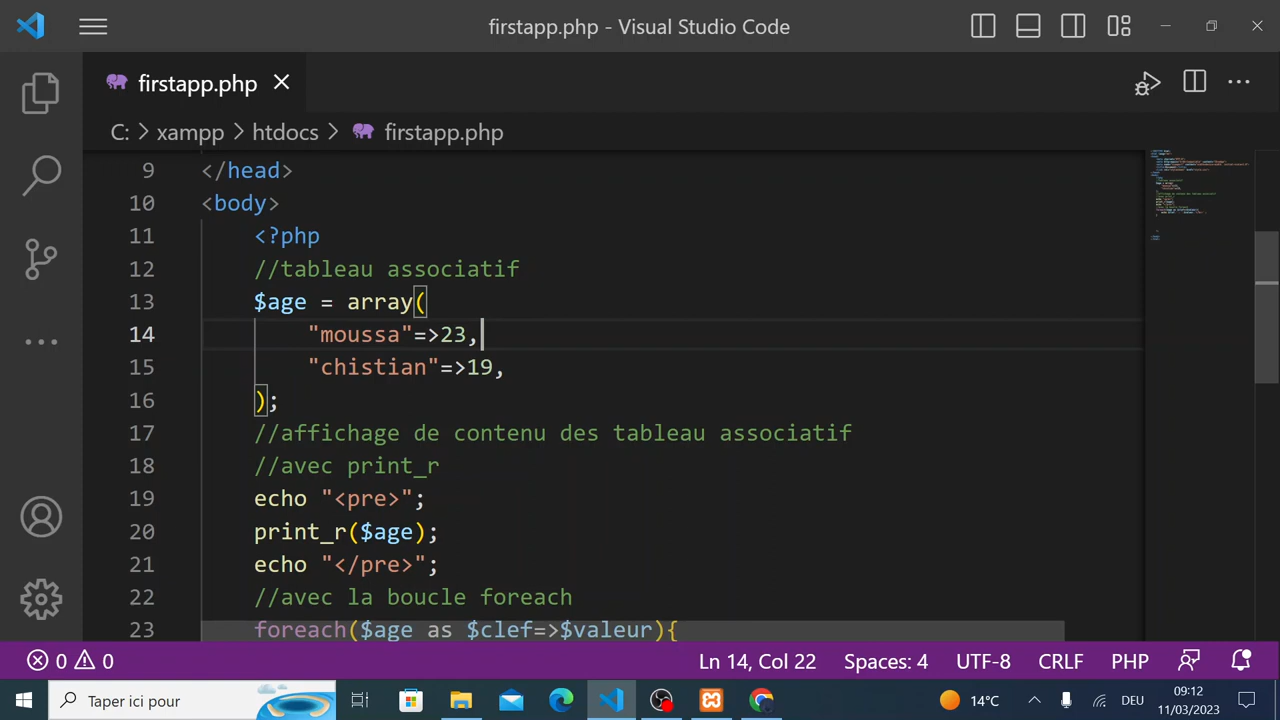 firstapp.php - Visual Studio Code
firstapp.php
C: > xampp > htdocs > firstapp.php
9 </head>
10 <body>
11 <?php
12 //tableau associatif
13 $age = array(
14 "moussa"=>23,
15 "chistian"=>19,
16 );
17 //affichage de contenu des tableau associatif
18 //avec print_r
19 echo "<pre>";
20 print_r($age);
21 echo "</pre>";
22 //avec la boucle foreach
23 foreach($age as $clef=>$valeur){
0 0 Ln 14, Col 22 Spaces: 4 UTF-8 CRLF PHP
Taper ici pour 14°C DEU 09:12
11/03/2023